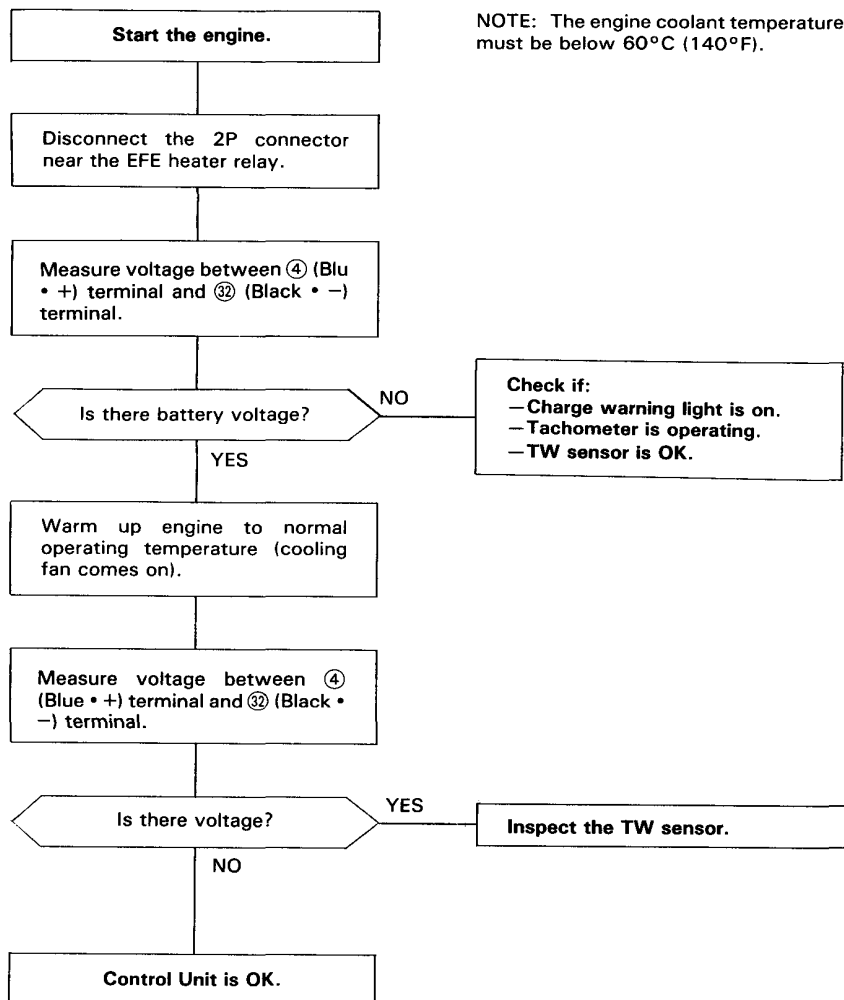 Start the engine.
NOTE: The engine coolant temperature
must be below 60°C (140°F).
Disconnect the 2P connector
near the EFE heater relay.
Measure voltage between ④ (Blu
• +) terminal and ㉜ (Black • −)
terminal.
Is there battery voltage?
NO
Check if:
—Charge warning light is on.
—Tachometer is operating.
—TW sensor is OK.
YES
Warm up engine to normal
operating temperature (cooling
fan comes on).
Measure voltage between ④
(Blue • +) terminal and ㉜ (Black •
−) terminal.
Is there voltage?
YES
Inspect the TW sensor.
NO
Control Unit is OK.